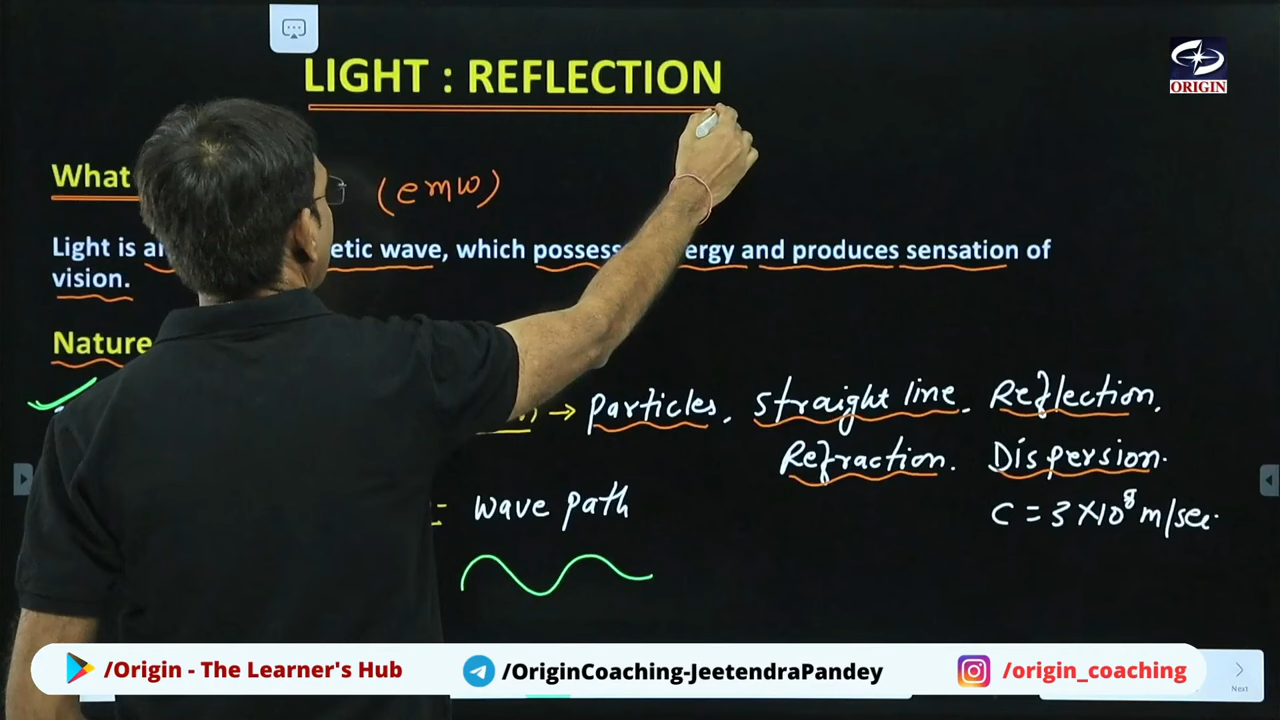 LIGHT : REFLECTION
ORIGIN
What
(emw)
Light is an etic wave, which possess ergy and produces sensation of
vision.
Nature
→ Particles, straight line, Reflection,
Refraction. Dispersion.
= wave path
C = 3×10⁸ m/sec.
/Origin - The Learner's Hub
/OriginCoaching-JeetendraPandey
/origin_coaching
Next